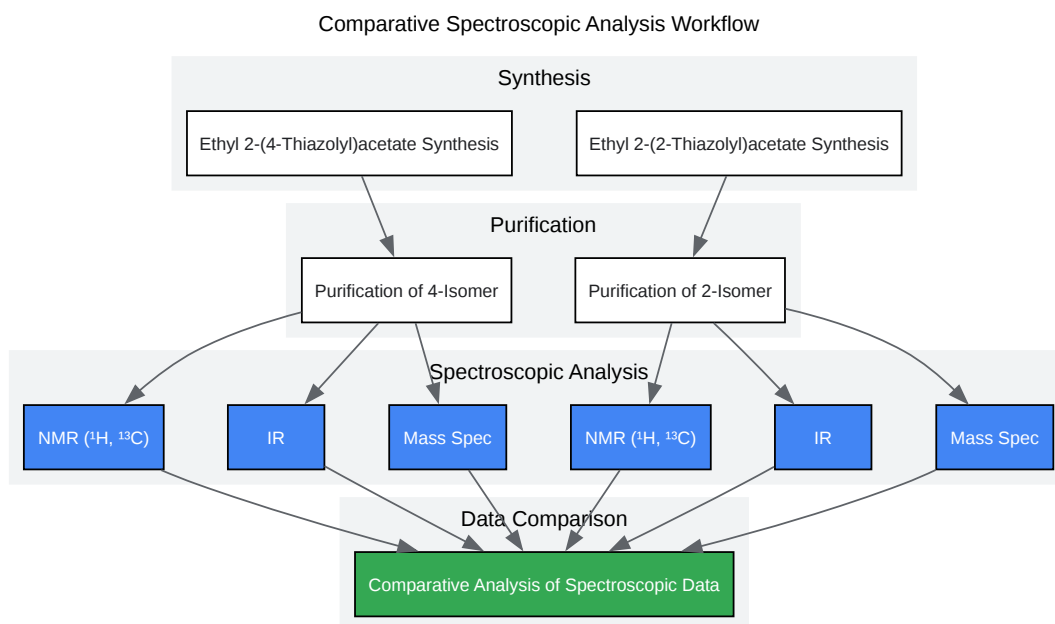 Comparative Spectroscopic Analysis Workflow
Synthesis
Ethyl 2-(4-Thiazolyl)acetate Synthesis
Ethyl 2-(2-Thiazolyl)acetate Synthesis
Purification
Purification of 4-Isomer
Purification of 2-Isomer
Spectroscopic Analysis
NMR (¹H, ¹³C)
IR
Mass Spec
NMR (¹H, ¹³C)
IR
Mass Spec
Data Comparison
Comparative Analysis of Spectroscopic Data